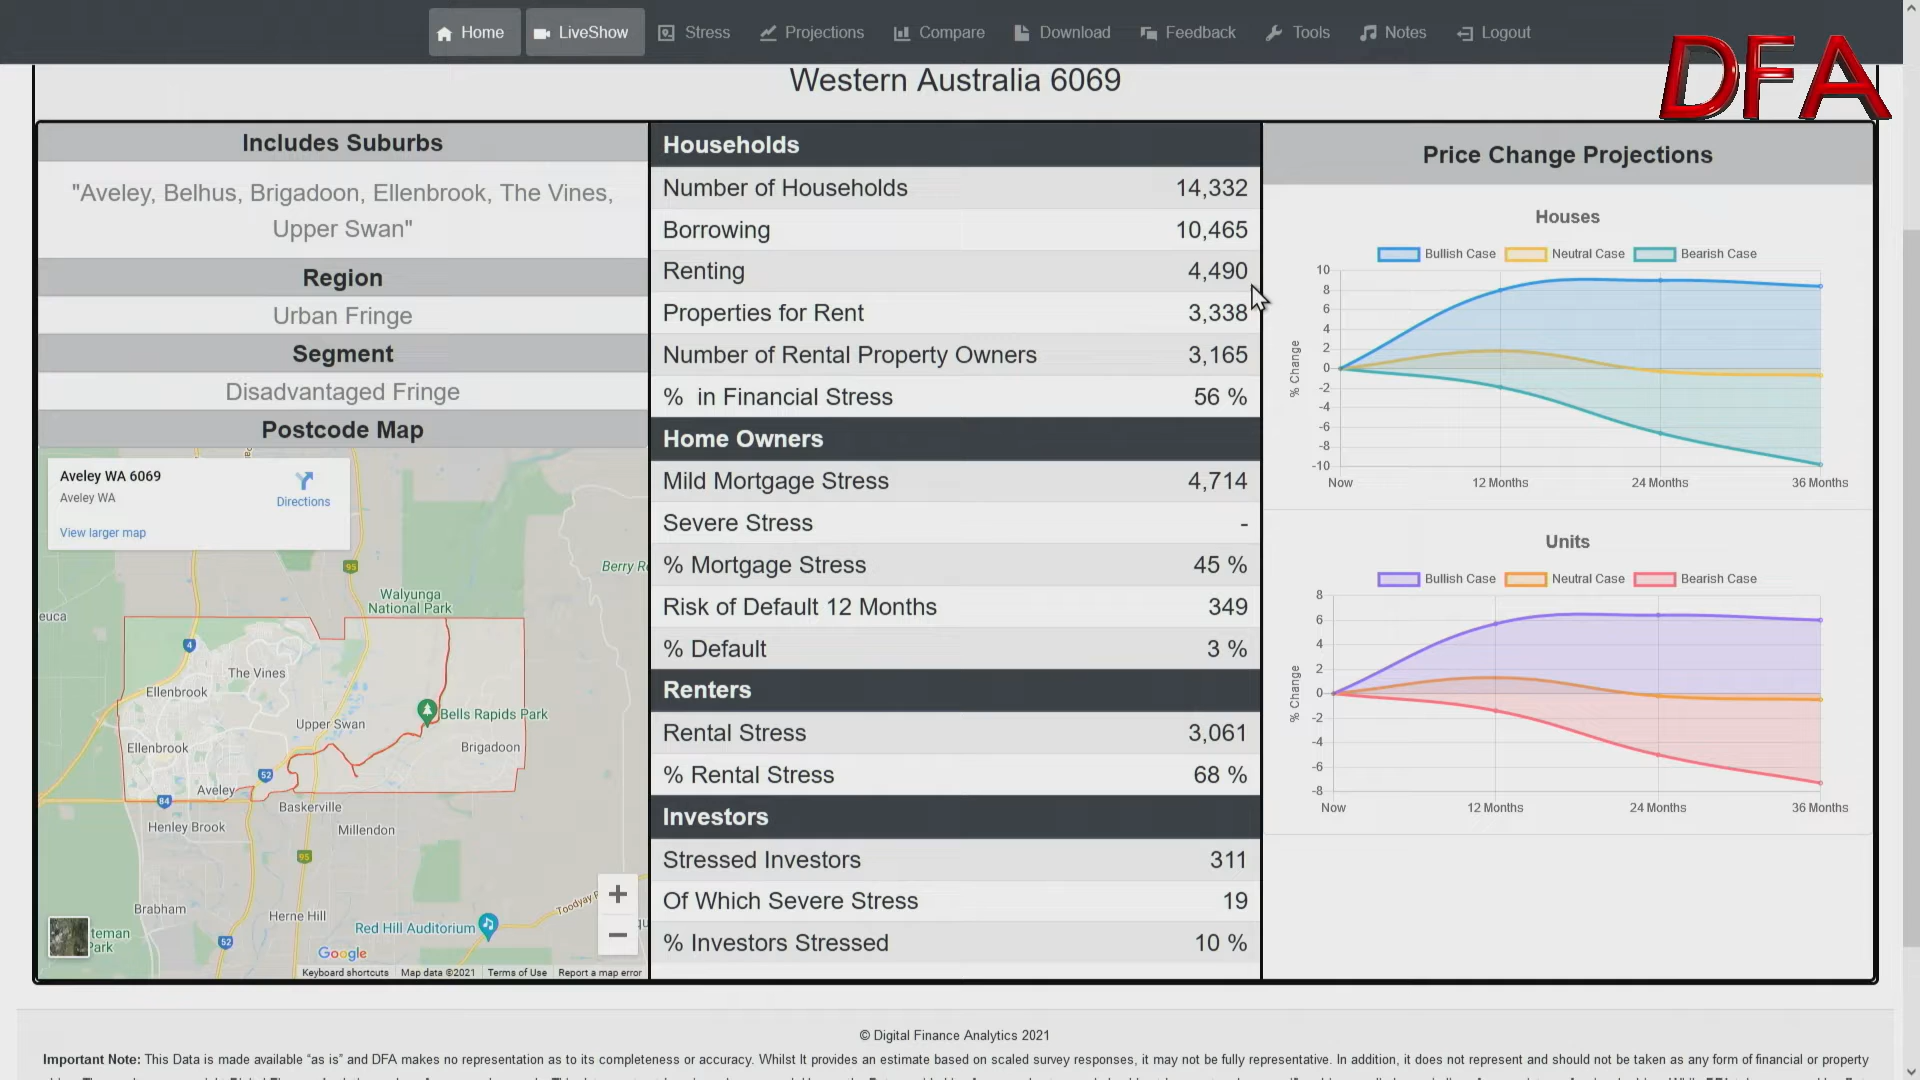 Home
LiveShow
Stress
Projections
Compare
Download
Feedback
Tools
Notes
Logout
DFA
Western Australia 6069
Includes Suburbs
"Aveley, Belhus, Brigadoon, Ellenbrook, The Vines,
Upper Swan"
Region
Urban Fringe
Segment
Disadvantaged Fringe
Postcode Map
Aveley WA 6069
Aveley WA
Directions
View larger map
95
Berry R
Walyunga
National Park
euca
4
The Vines
Ellenbrook
Bells Rapids Park
Upper Swan
Ellenbrook
Brigadoon
52
Aveley
84
Baskerville
Henley Brook
Millendon
95
Brabham
Herne Hill
Toodyay
Red Hill Auditorium
teman
Park
52
Google
Keyboard shortcuts
Map data ©2021
Terms of Use
Report a map error
Households
Number of Households 14,332
Borrowing 10,465
Renting 4,490
Properties for Rent 3,338
Number of Rental Property Owners 3,165
% in Financial Stress 56 %
Home Owners
Mild Mortgage Stress 4,714
Severe Stress -
% Mortgage Stress 45 %
Risk of Default 12 Months 349
% Default 3 %
Renters
Rental Stress 3,061
% Rental Stress 68 %
Investors
Stressed Investors 311
Of Which Severe Stress 19
% Investors Stressed 10 %
Price Change Projections
Houses
Bullish Case Neutral Case Bearish Case
10
8
6
4
2
0
-2
-4
-6
-8
-10
% Change
Now 12 Months 24 Months 36 Months
Units
Bullish Case Neutral Case Bearish Case
8
6
4
2
0
-2
-4
-6
-8
% Change
Now 12 Months 24 Months 36 Months
© Digital Finance Analytics 2021
Important Note: This Data is made available "as is" and DFA makes no representation as to its completeness or accuracy. Whilst It provides an estimate based on scaled survey responses, it may not be fully representative. In addition, it does not represent and should not be taken as any form of financial or property